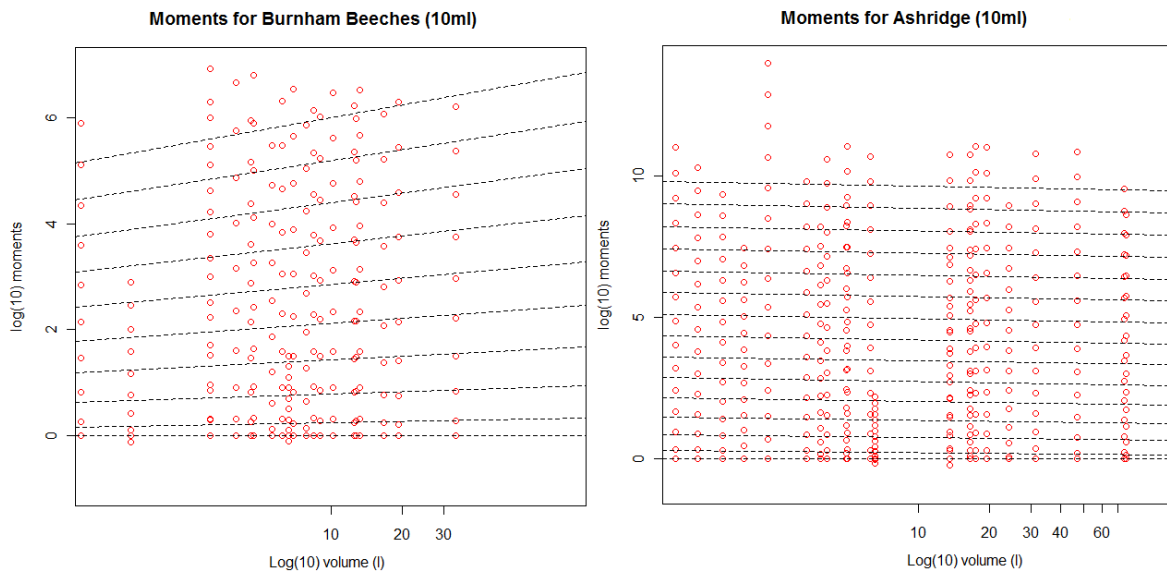 Moments for Burnham Beeches (10ml)
log(10) moments
6
4
2
0
10 20 30
Log(10) volume (l)
Moments for Ashridge (10ml)
log(10) moments
10
5
0
10 20 30 40 60
Log(10) volume (l)